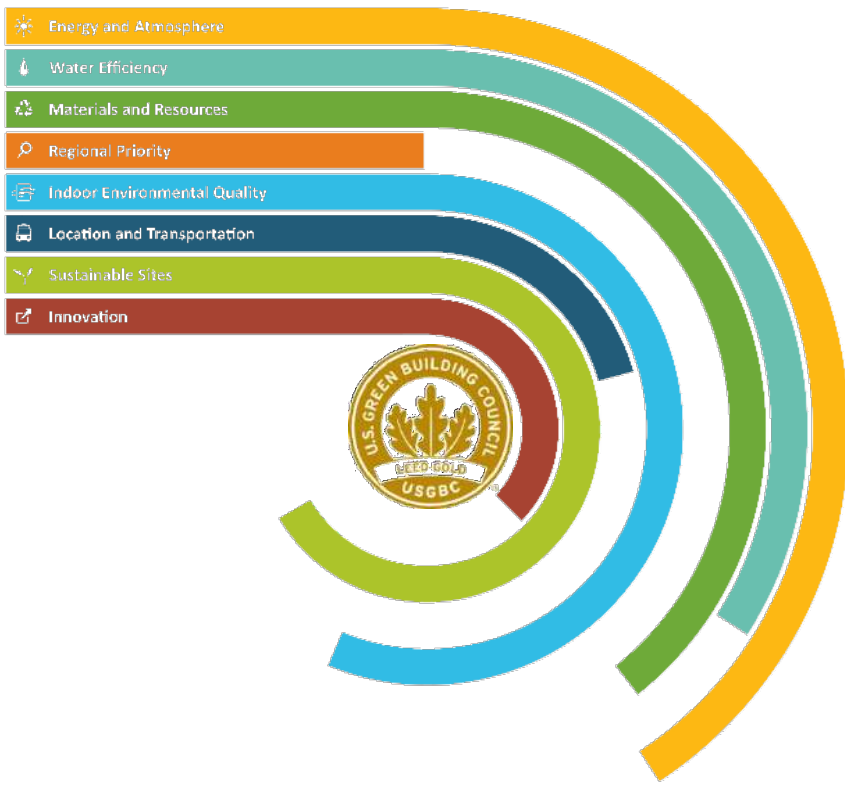 Energy and Atmosphere
Water Efficiency
Materials and Resources
Regional Priority
Indoor Environmental Quality
Location and Transportation
Sustainable Sites
Innovation
U.S. GREEN BUILDING COUNCIL
LEED GOLD
USGBC